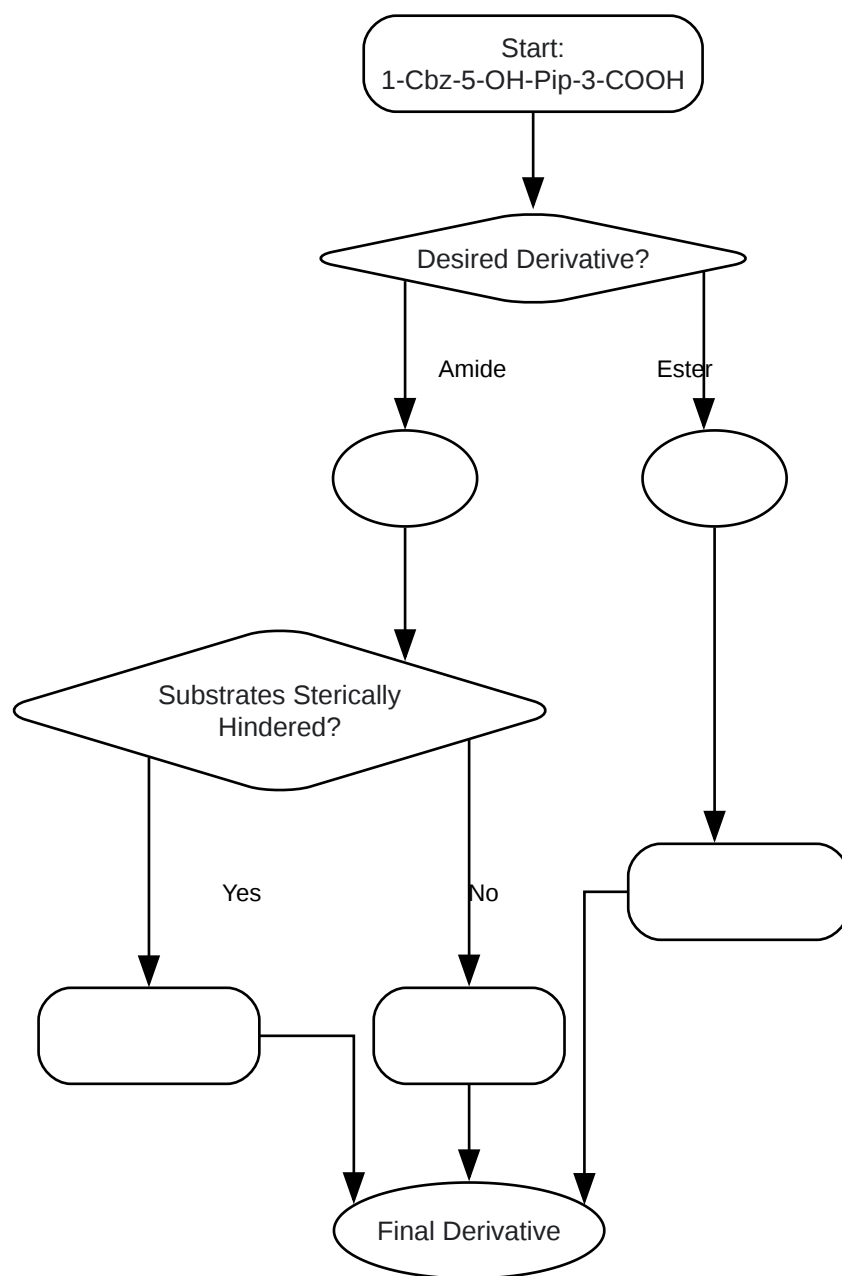 Start:
1-Cbz-5-OH-Pip-3-COOH
Desired Derivative?
Amide
Ester
Substrates Sterically
Hindered?
Yes
No
Final Derivative